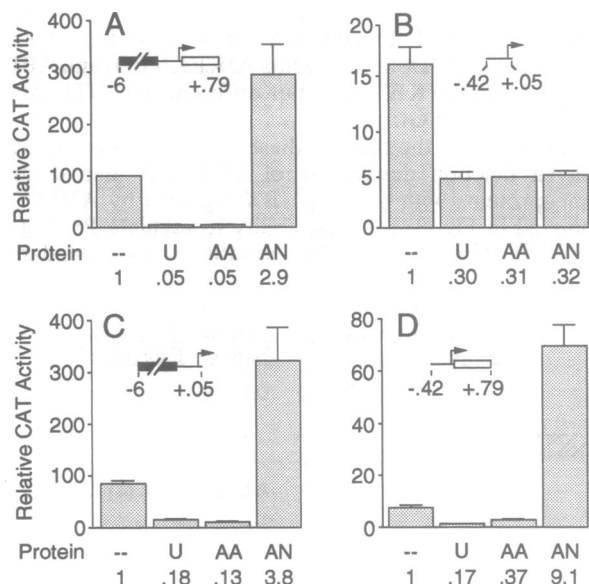 A
B
Relative CAT Activity
400
300
200
100
0
-6
+.79
20
15
10
5
0
-.42
+.05
Protein
--
U
AA
AN
--
U
AA
AN
1
.05
.05
2.9
1
.30
.31
.32
C
D
Relative CAT Activity
400
300
200
100
0
-6
+.05
80
60
40
20
0
-.42
+.79
Protein
--
U
AA
AN
--
U
AA
AN
1
.18
.13
3.8
1
.17
.37
9.1